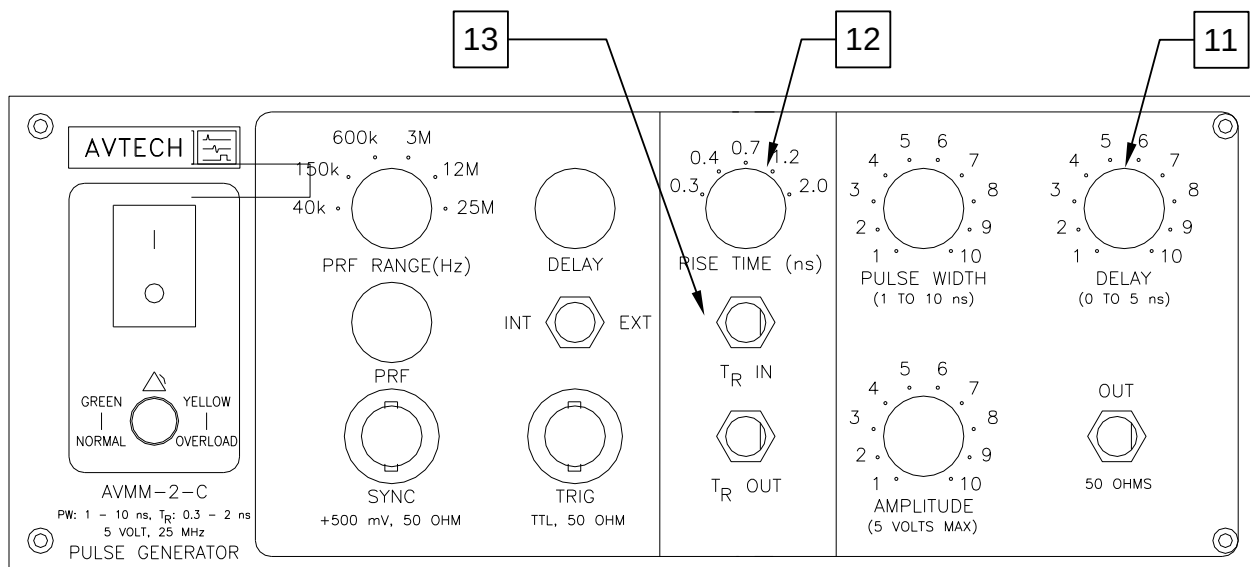 13
12
11
AVTECH
I
O
GREEN
YELLOW
NORMAL
OVERLOAD
AVMM-2-C
PW: 1 - 10 ns, TR: 0.3 - 2 ns
5 VOLT, 25 MHz
PULSE GENERATOR
40k
150k
600k
3M
12M
25M
PRF RANGE(Hz)
DELAY
PRF
INT
EXT
SYNC
+500 mV, 50 OHM
TRIG
TTL, 50 OHM
0.3
0.4
0.7
1.2
2.0
RISE TIME (ns)
TR IN
TR OUT
1
2
3
4
5
6
7
8
9
10
PULSE WIDTH
(1 TO 10 ns)
1
2
3
4
5
6
7
8
9
10
DELAY
(0 TO 5 ns)
1
2
3
4
5
6
7
8
9
10
AMPLITUDE
(5 VOLTS MAX)
OUT
50 OHMS